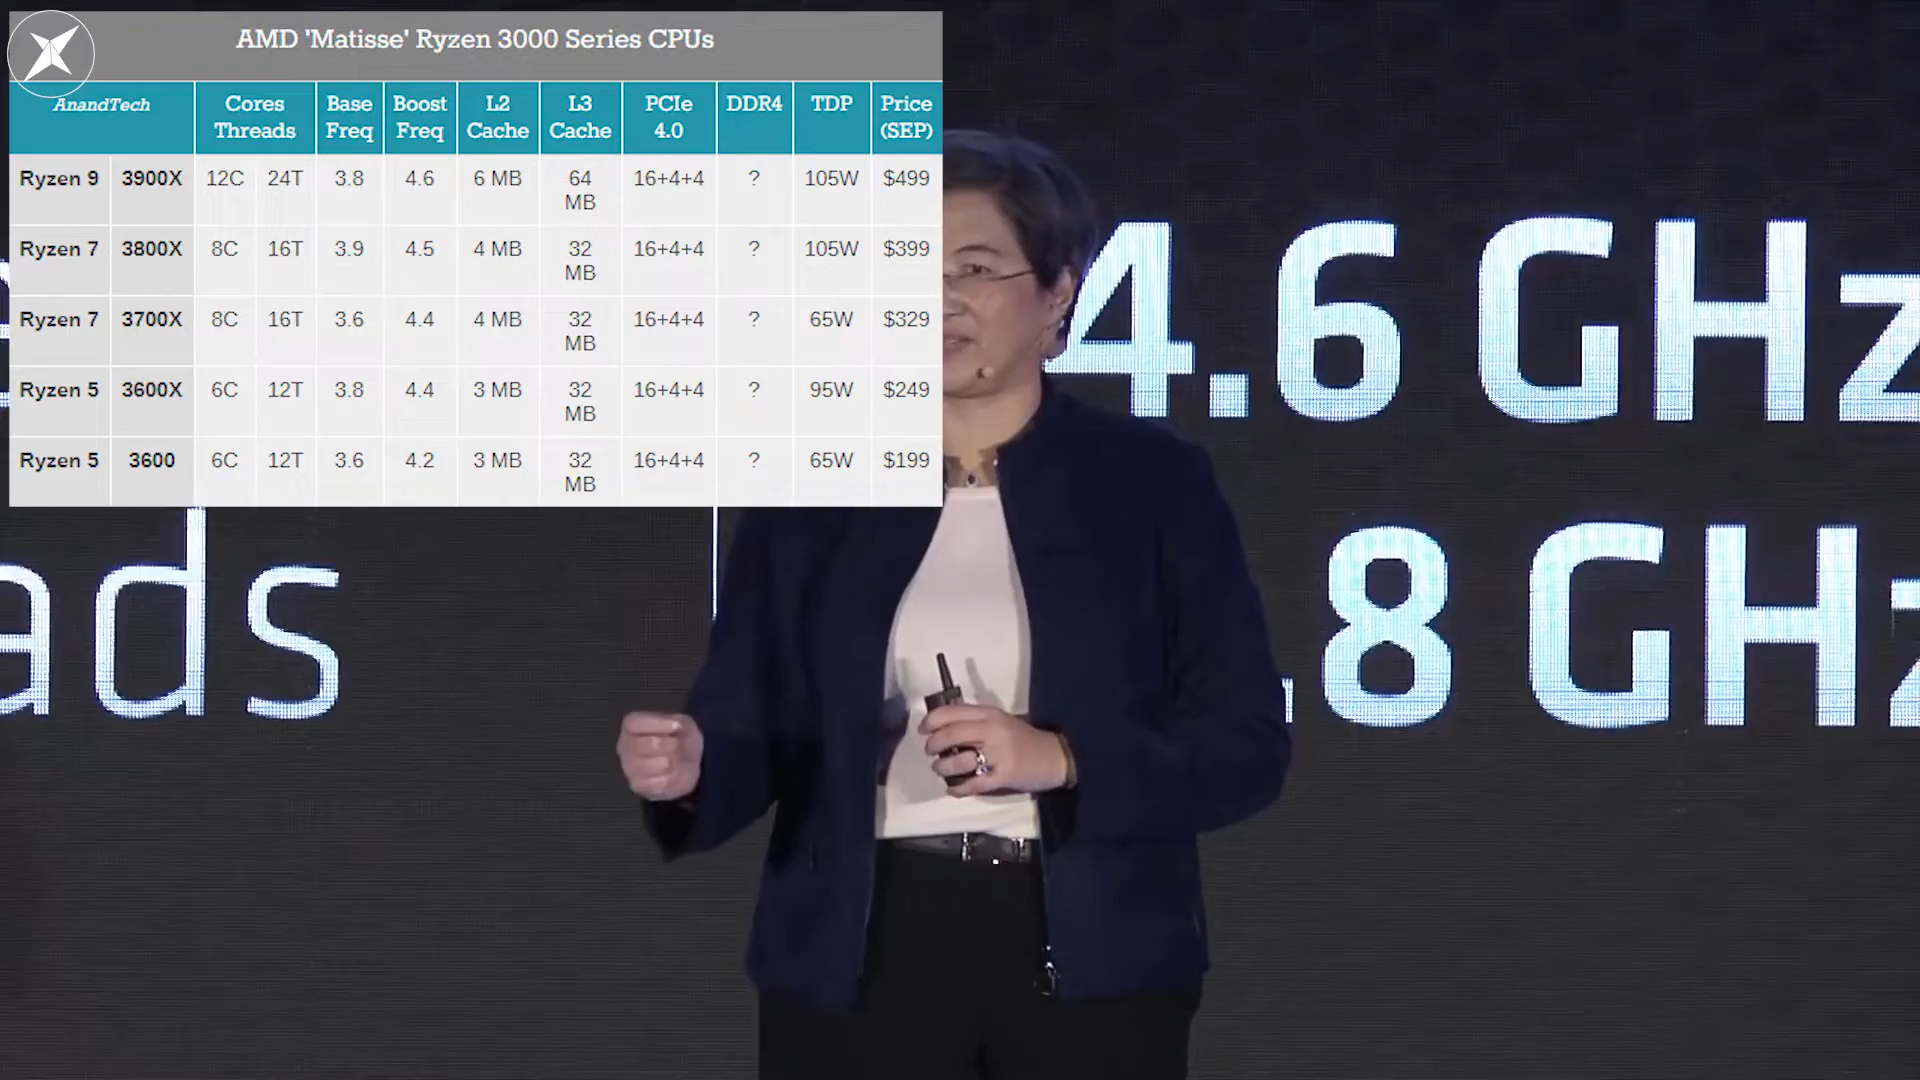 AMD 'Matisse' Ryzen 3000 Series CPUs
AnandTech Cores Threads Base Freq Boost Freq L2 Cache L3 Cache PCIe 4.0 DDR4 TDP Price (SEP)
Ryzen 9 3900X 12C 24T 3.8 4.6 6 MB 64 MB 16+4+4 ? 105W $499
Ryzen 7 3800X 8C 16T 3.9 4.5 4 MB 32 MB 16+4+4 ? 105W $399
Ryzen 7 3700X 8C 16T 3.6 4.4 4 MB 32 MB 16+4+4 ? 65W $329
Ryzen 5 3600X 6C 12T 3.8 4.4 3 MB 32 MB 16+4+4 ? 95W $249
Ryzen 5 3600 6C 12T 3.6 4.2 3 MB 32 MB 16+4+4 ? 65W $199
4.6 GHz
ads .8 GHz